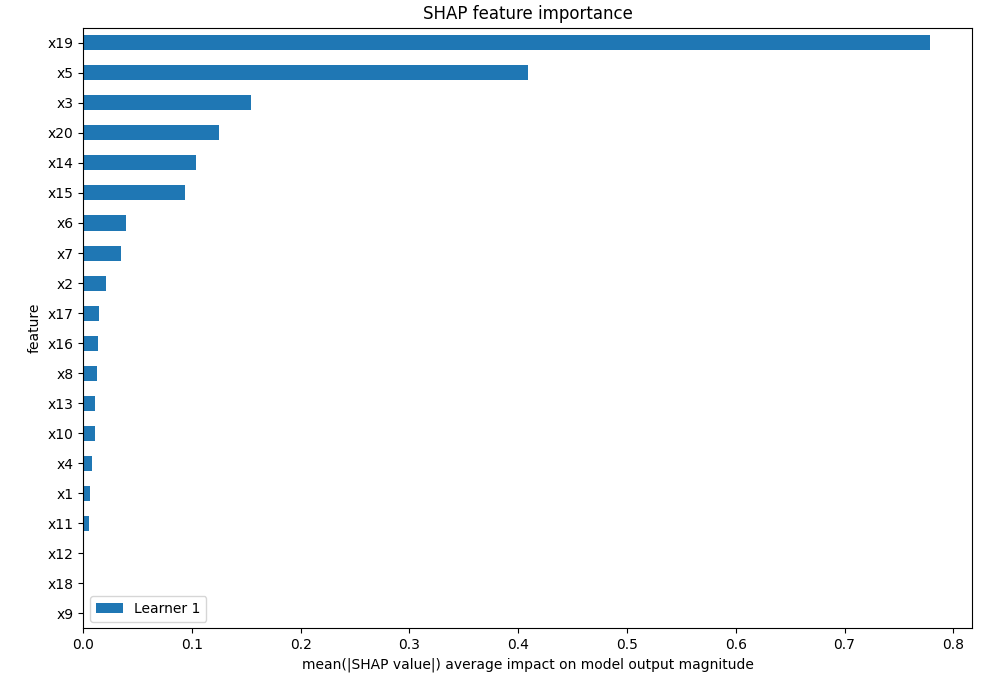 SHAP feature importance
x19
x5
x3
x20
x14
x15
x6
x7
x2
x17
x16
x8
x13
x10
x4
x1
x11
x12
x18
x9
feature
Learner 1
0.0 0.1 0.2 0.3 0.4 0.5 0.6 0.7 0.8
mean(|SHAP value|) average impact on model output magnitude